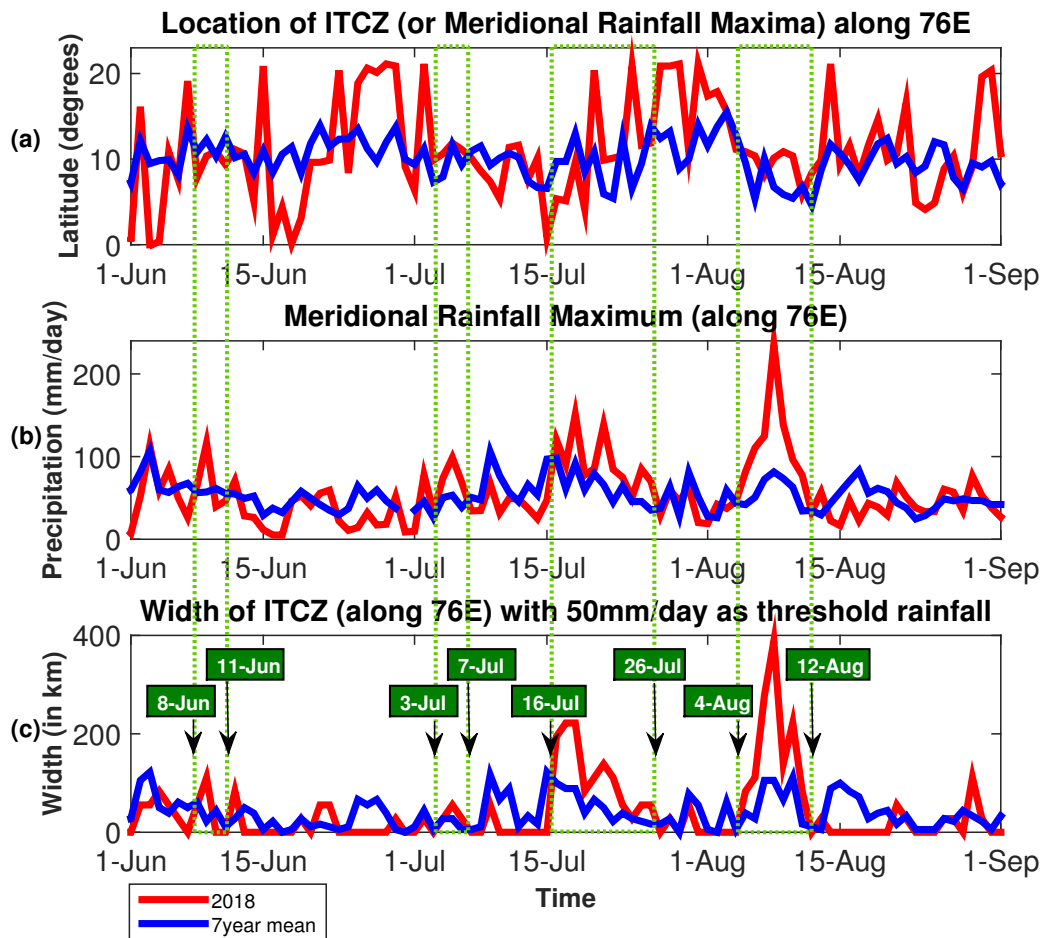 Location of ITCZ (or Meridional Rainfall Maxima) along 76E
(a)
Latitude (degrees)
20
10
0
1-Jun 15-Jun 1-Jul 15-Jul 1-Aug 15-Aug 1-Sep
Meridional Rainfall Maximum (along 76E)
(b)
Precipitation (mm/day)
200
100
0
1-Jun 15-Jun 1-Jul 15-Jul 1-Aug 15-Aug 1-Sep
Width of ITCZ (along 76E) with 50mm/day as threshold rainfall
(c)
Width (in km)
400
200
0
11-Jun 7-Jul 26-Jul 12-Aug
8-Jun 3-Jul 16-Jul 4-Aug
1-Jun 15-Jun 1-Jul 15-Jul 1-Aug 15-Aug 1-Sep
Time
2018
7year mean